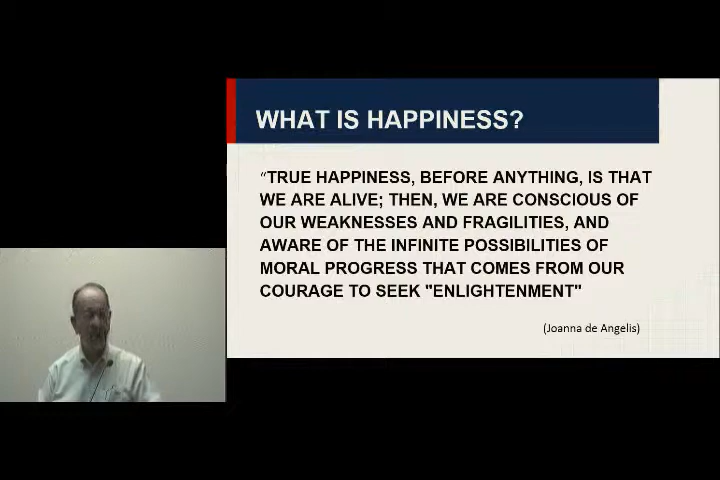 WHAT IS HAPPINESS?
“TRUE HAPPINESS, BEFORE ANYTHING, IS THAT
WE ARE ALIVE; THEN, WE ARE CONSCIOUS OF
OUR WEAKNESSES AND FRAGILITIES, AND
AWARE OF THE INFINITE POSSIBILITIES OF
MORAL PROGRESS THAT COMES FROM OUR
COURAGE TO SEEK "ENLIGHTENMENT"
(Joanna de Angelis)